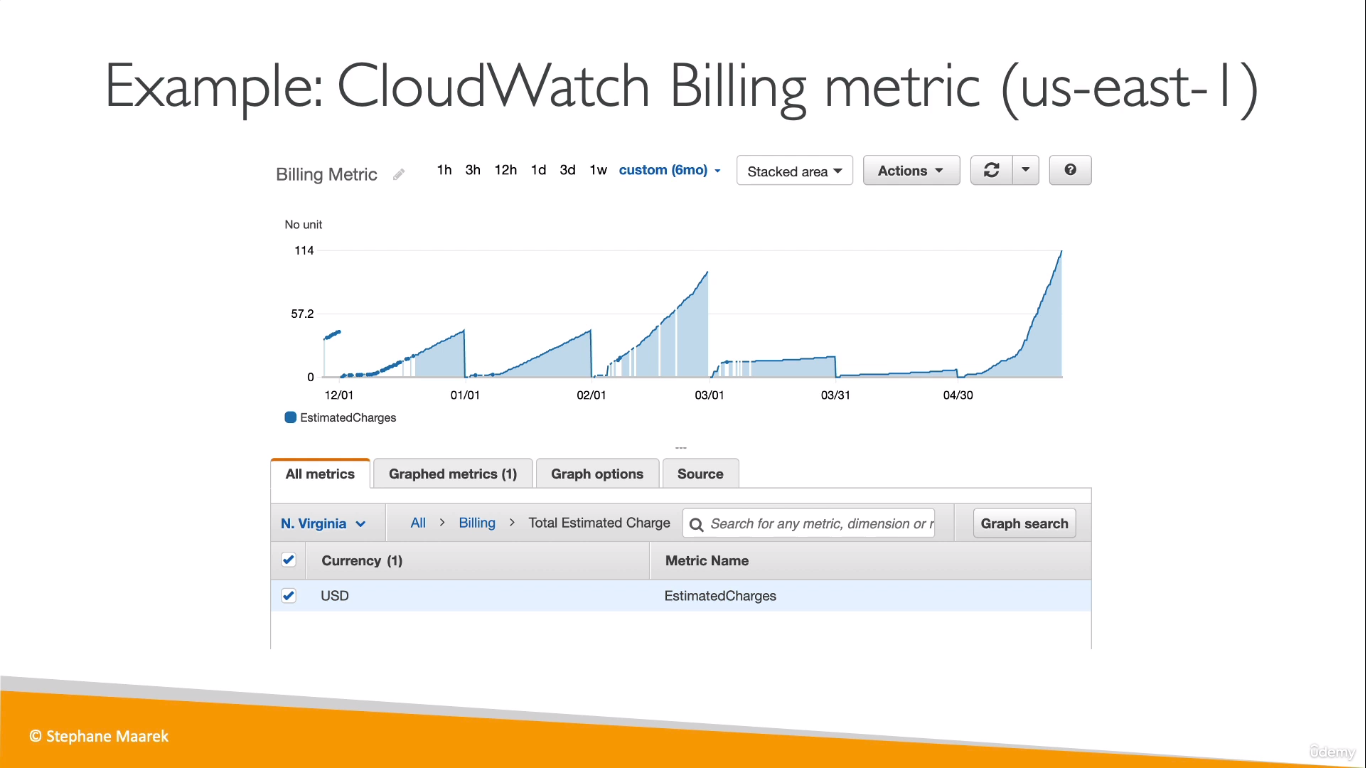 Example: CloudWatch Billing metric (us-east-1)
Billing Metric 1h 3h 12h 1d 3d 1w custom (6mo) Stacked area Actions
No unit
114
57.2
0
12/01 01/01 02/01 03/01 03/31 04/30
EstimatedCharges
All metrics Graphed metrics (1) Graph options Source
N. Virginia All > Billing > Total Estimated Charge Search for any metric, dimension or r Graph search
Currency (1) Metric Name
USD EstimatedCharges
© Stephane Maarek
ûdemy